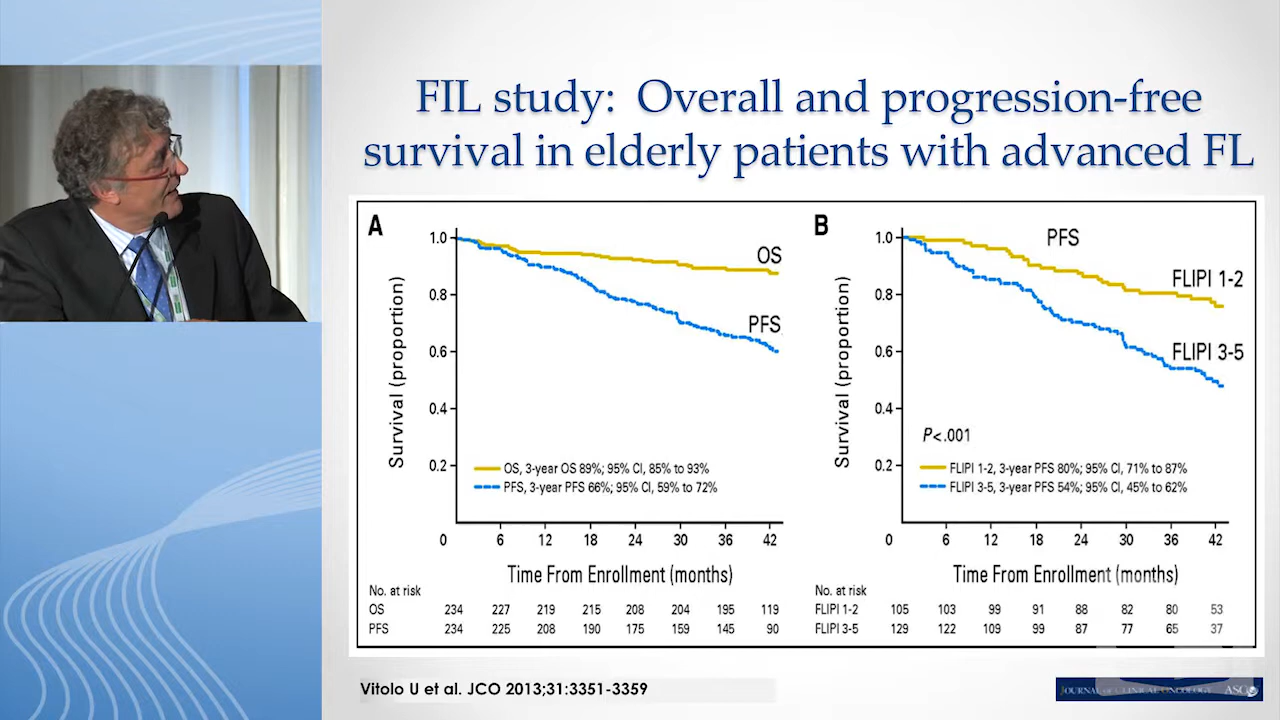 FIL study: Overall and progression-free
survival in elderly patients with advanced FL
A
Survival (proportion)
1.0
0.8
0.6
0.4
0.2
OS
PFS
OS, 3-year OS 89%; 95% CI, 85% to 93%
PFS, 3-year PFS 66%; 95% CI, 59% to 72%
0 6 12 18 24 30 36 42
Time From Enrollment (months)
No. at risk
OS 234 227 219 215 208 204 195 119
PFS 234 225 208 190 175 159 145 90
B
PFS
Survival (proportion)
1.0
0.8
0.6
0.4
0.2
FLIPI 1-2
FLIPI 3-5
P<.001
FLIPI 1-2, 3-year PFS 80%; 95% CI, 71% to 87%
FLIPI 3-5, 3-year PFS 54%; 95% CI, 45% to 62%
0 6 12 18 24 30 36 42
Time From Enrollment (months)
No. at risk
FLIPI 1-2 105 103 99 91 88 82 80 53
FLIPI 3-5 129 122 109 99 87 77 65 37
Vitolo U et al. JCO 2013;31:3351-3359
JOURNAL OF CLINICAL ONCOLOGY ASCO